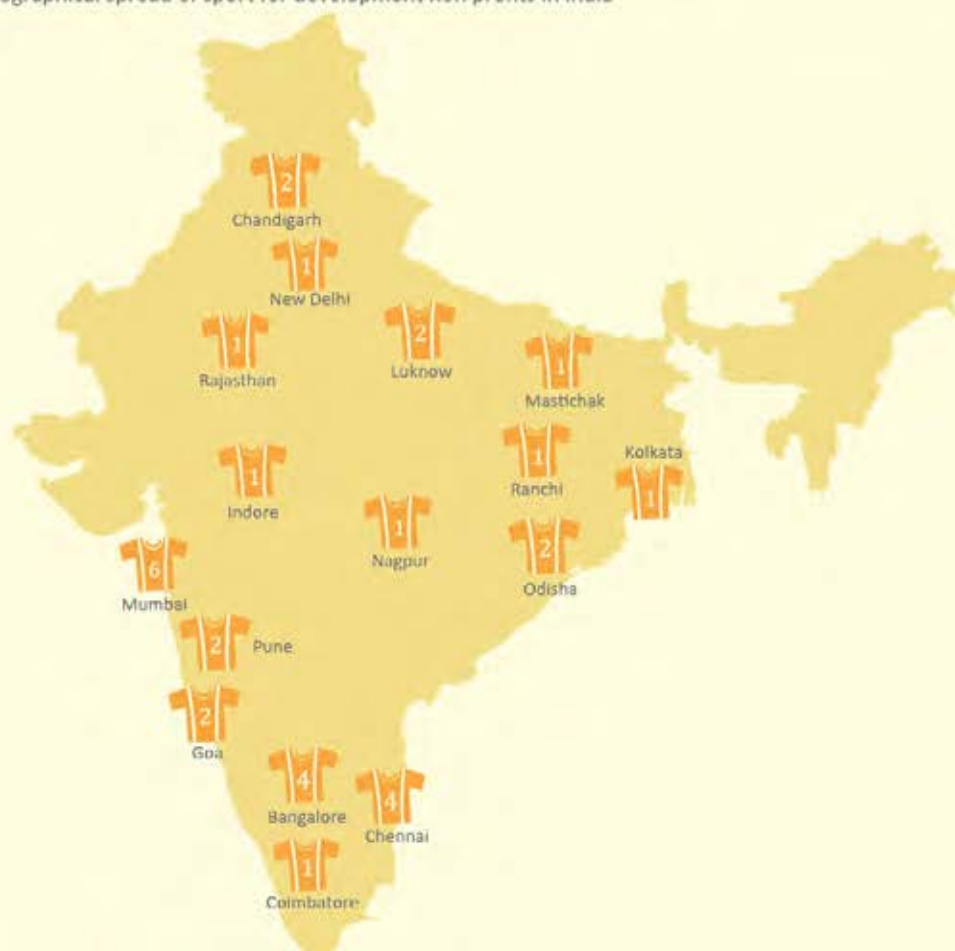 2
Chandigarh
1
New Delhi
1
Rajasthan
2
Luknow
1
Mastichak
1
Ranchi
Kolkata
1
1
Indore
1
Nagpur
2
Odisha
6
Mumbai
2
Pune
2
Goa
4
Bangalore
4
Chennai
1
Coimbatore